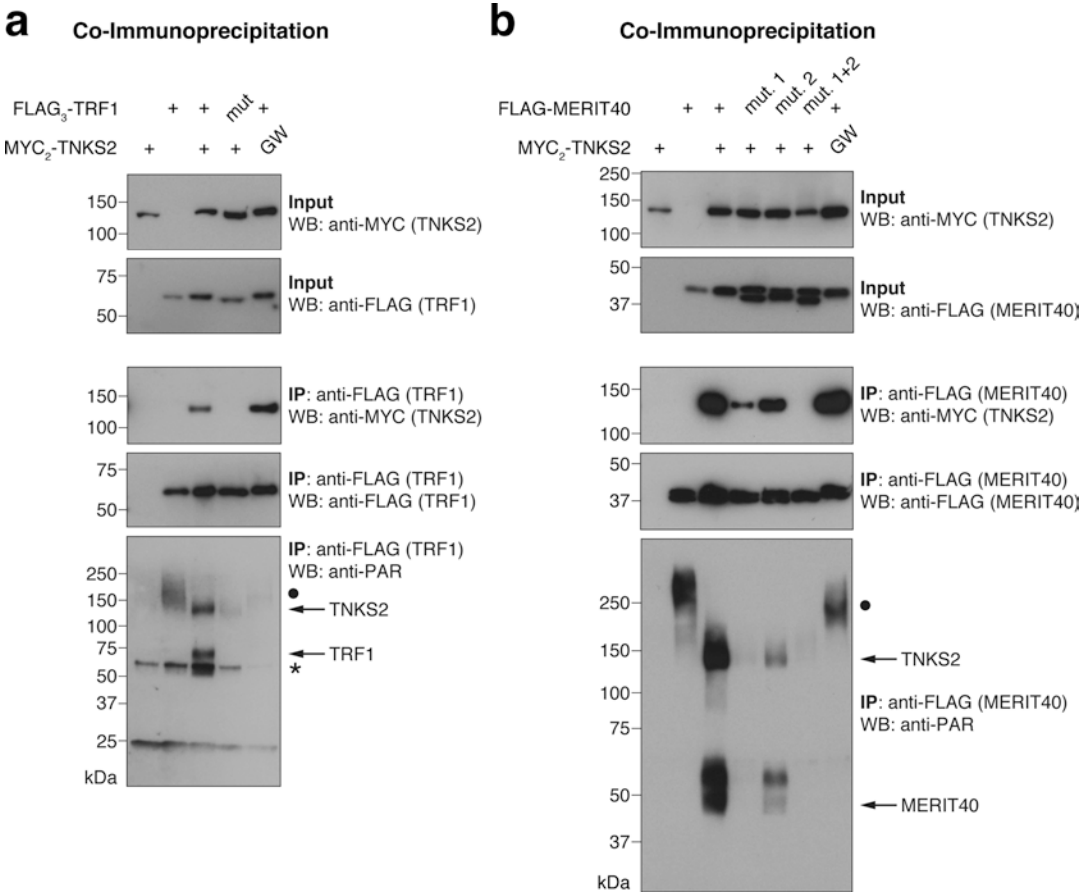 a
Co-Immunoprecipitation
FLAG3-TRF1 + + mut +
MYC2-TNKS2 + + + GW
150
100
Input
WB: anti-MYC (TNKS2)
75
50
Input
WB: anti-FLAG (TRF1)
150
100
IP: anti-FLAG (TRF1)
WB: anti-MYC (TNKS2)
75
50
IP: anti-FLAG (TRF1)
WB: anti-FLAG (TRF1)
IP: anti-FLAG (TRF1)
WB: anti-PAR
250
150
100
75
50
37
25
kDa
●
TNKS2
TRF1
*
b
Co-Immunoprecipitation
FLAG-MERIT40 + + mut. 1 mut. 2 mut. 1+2 +
MYC2-TNKS2 + + + + + GW
250
150
100
Input
WB: anti-MYC (TNKS2)
50
37
Input
WB: anti-FLAG (MERIT40)
150
100
IP: anti-FLAG (MERIT40)
WB: anti-MYC (TNKS2)
50
37
IP: anti-FLAG (MERIT40)
WB: anti-FLAG (MERIT40)
250
150
100
75
50
37
kDa
●
TNKS2
IP: anti-FLAG (MERIT40)
WB: anti-PAR
MERIT40